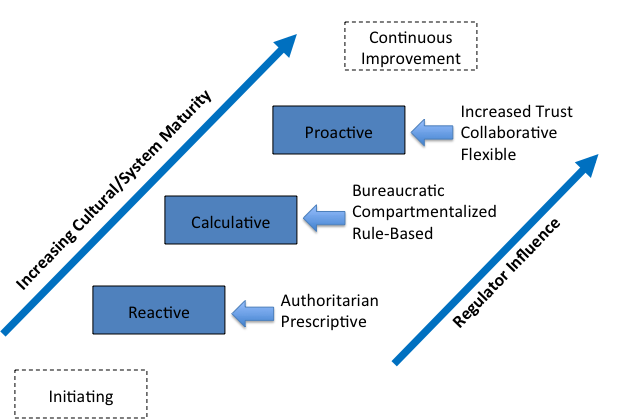 Continuous
Improvement
Increasing Cultural/System Maturity
Proactive
Increased Trust
Collaborative
Flexible
Calculative
Bureaucratic
Compartmentalized
Rule-Based
Regulator Influence
Reactive
Authoritarian
Prescriptive
Initiating